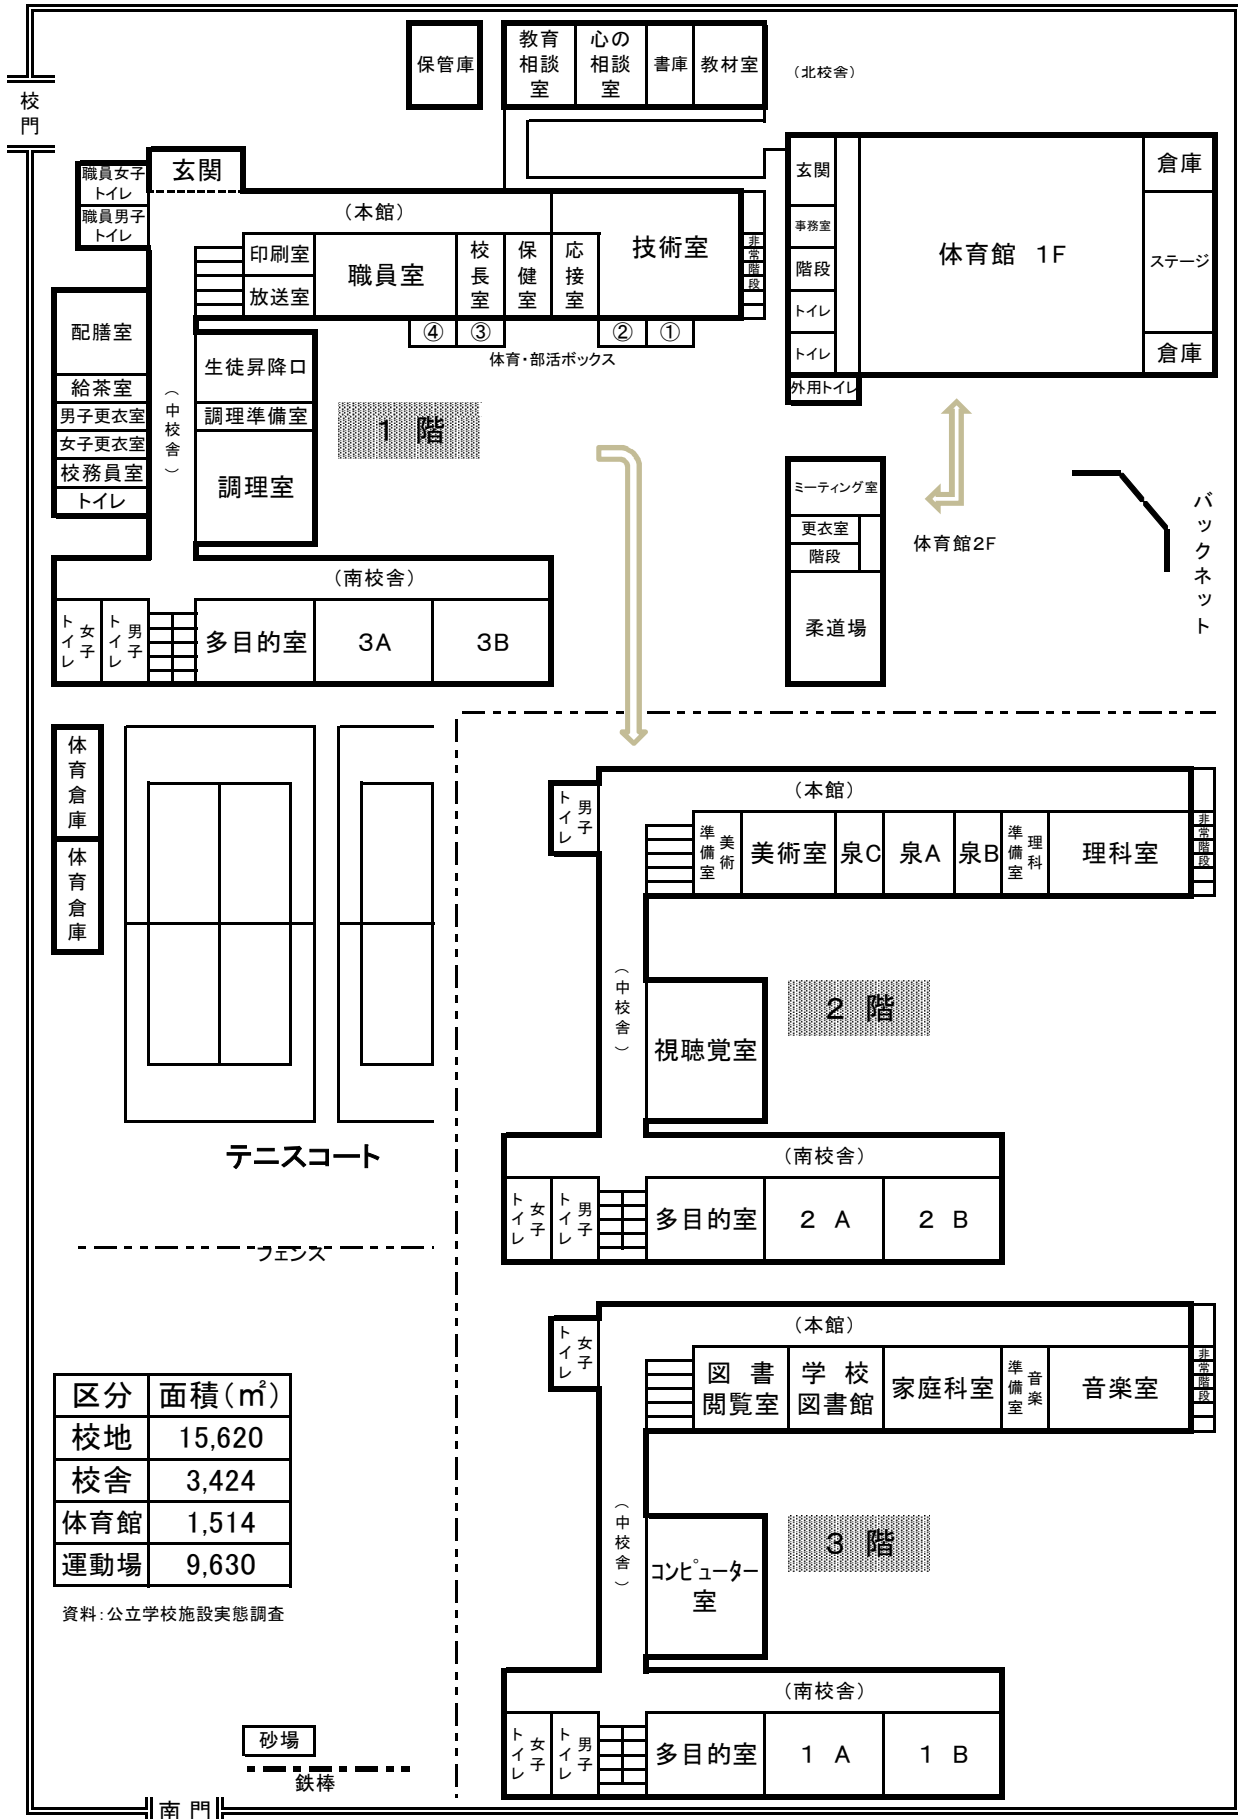 保管庫
教育
相談
室
心の
相談
室
書庫
教材室
（北校舎）
校
門
職員女子
トイレ
職員男子
トイレ
玄関
（本館）
印刷室
放送室
職員室
校
長
室
保
健
室
応
接
室
技術室
非
常
階
段
④
③
②
①
体育・部活ボックス
玄関
事務室
階段
トイレ
トイレ
外用トイレ
体育館 1F
倉庫
ステージ
倉庫
配膳室
給茶室
男子更衣室
女子更衣室
校務員室
トイレ
（中校舎）
生徒昇降口
調理準備室
調理室
1 階
ミーティング室
更衣室
階段
柔道場
体育館2F
バックネット
（南校舎）
女子
トイレ
男子
トイレ
多目的室
3A
3B
体育倉庫
体育倉庫
テニスコート
フェンス
男子
トイレ
（本館）
美術
準備室
美術室
泉C
泉A
泉B
理科
準備室
理科室
非
常
階
段
（中校舎）
視聴覚室
2 階
（南校舎）
女子
トイレ
男子
トイレ
多目的室
2 A
2 B
女子
トイレ
（本館）
図 書
閲覧室
学 校
図書館
家庭科室
音楽
準備室
音楽室
非
常
階
段
（中校舎）
コンピューター
室
3 階
（南校舎）
女子
トイレ
男子
トイレ
多目的室
1 A
1 B
区分 面積（㎡）
校地 15,620
校舎 3,424
体育館 1,514
運動場 9,630
資料：公立学校施設実態調査
砂場
鉄棒
南門